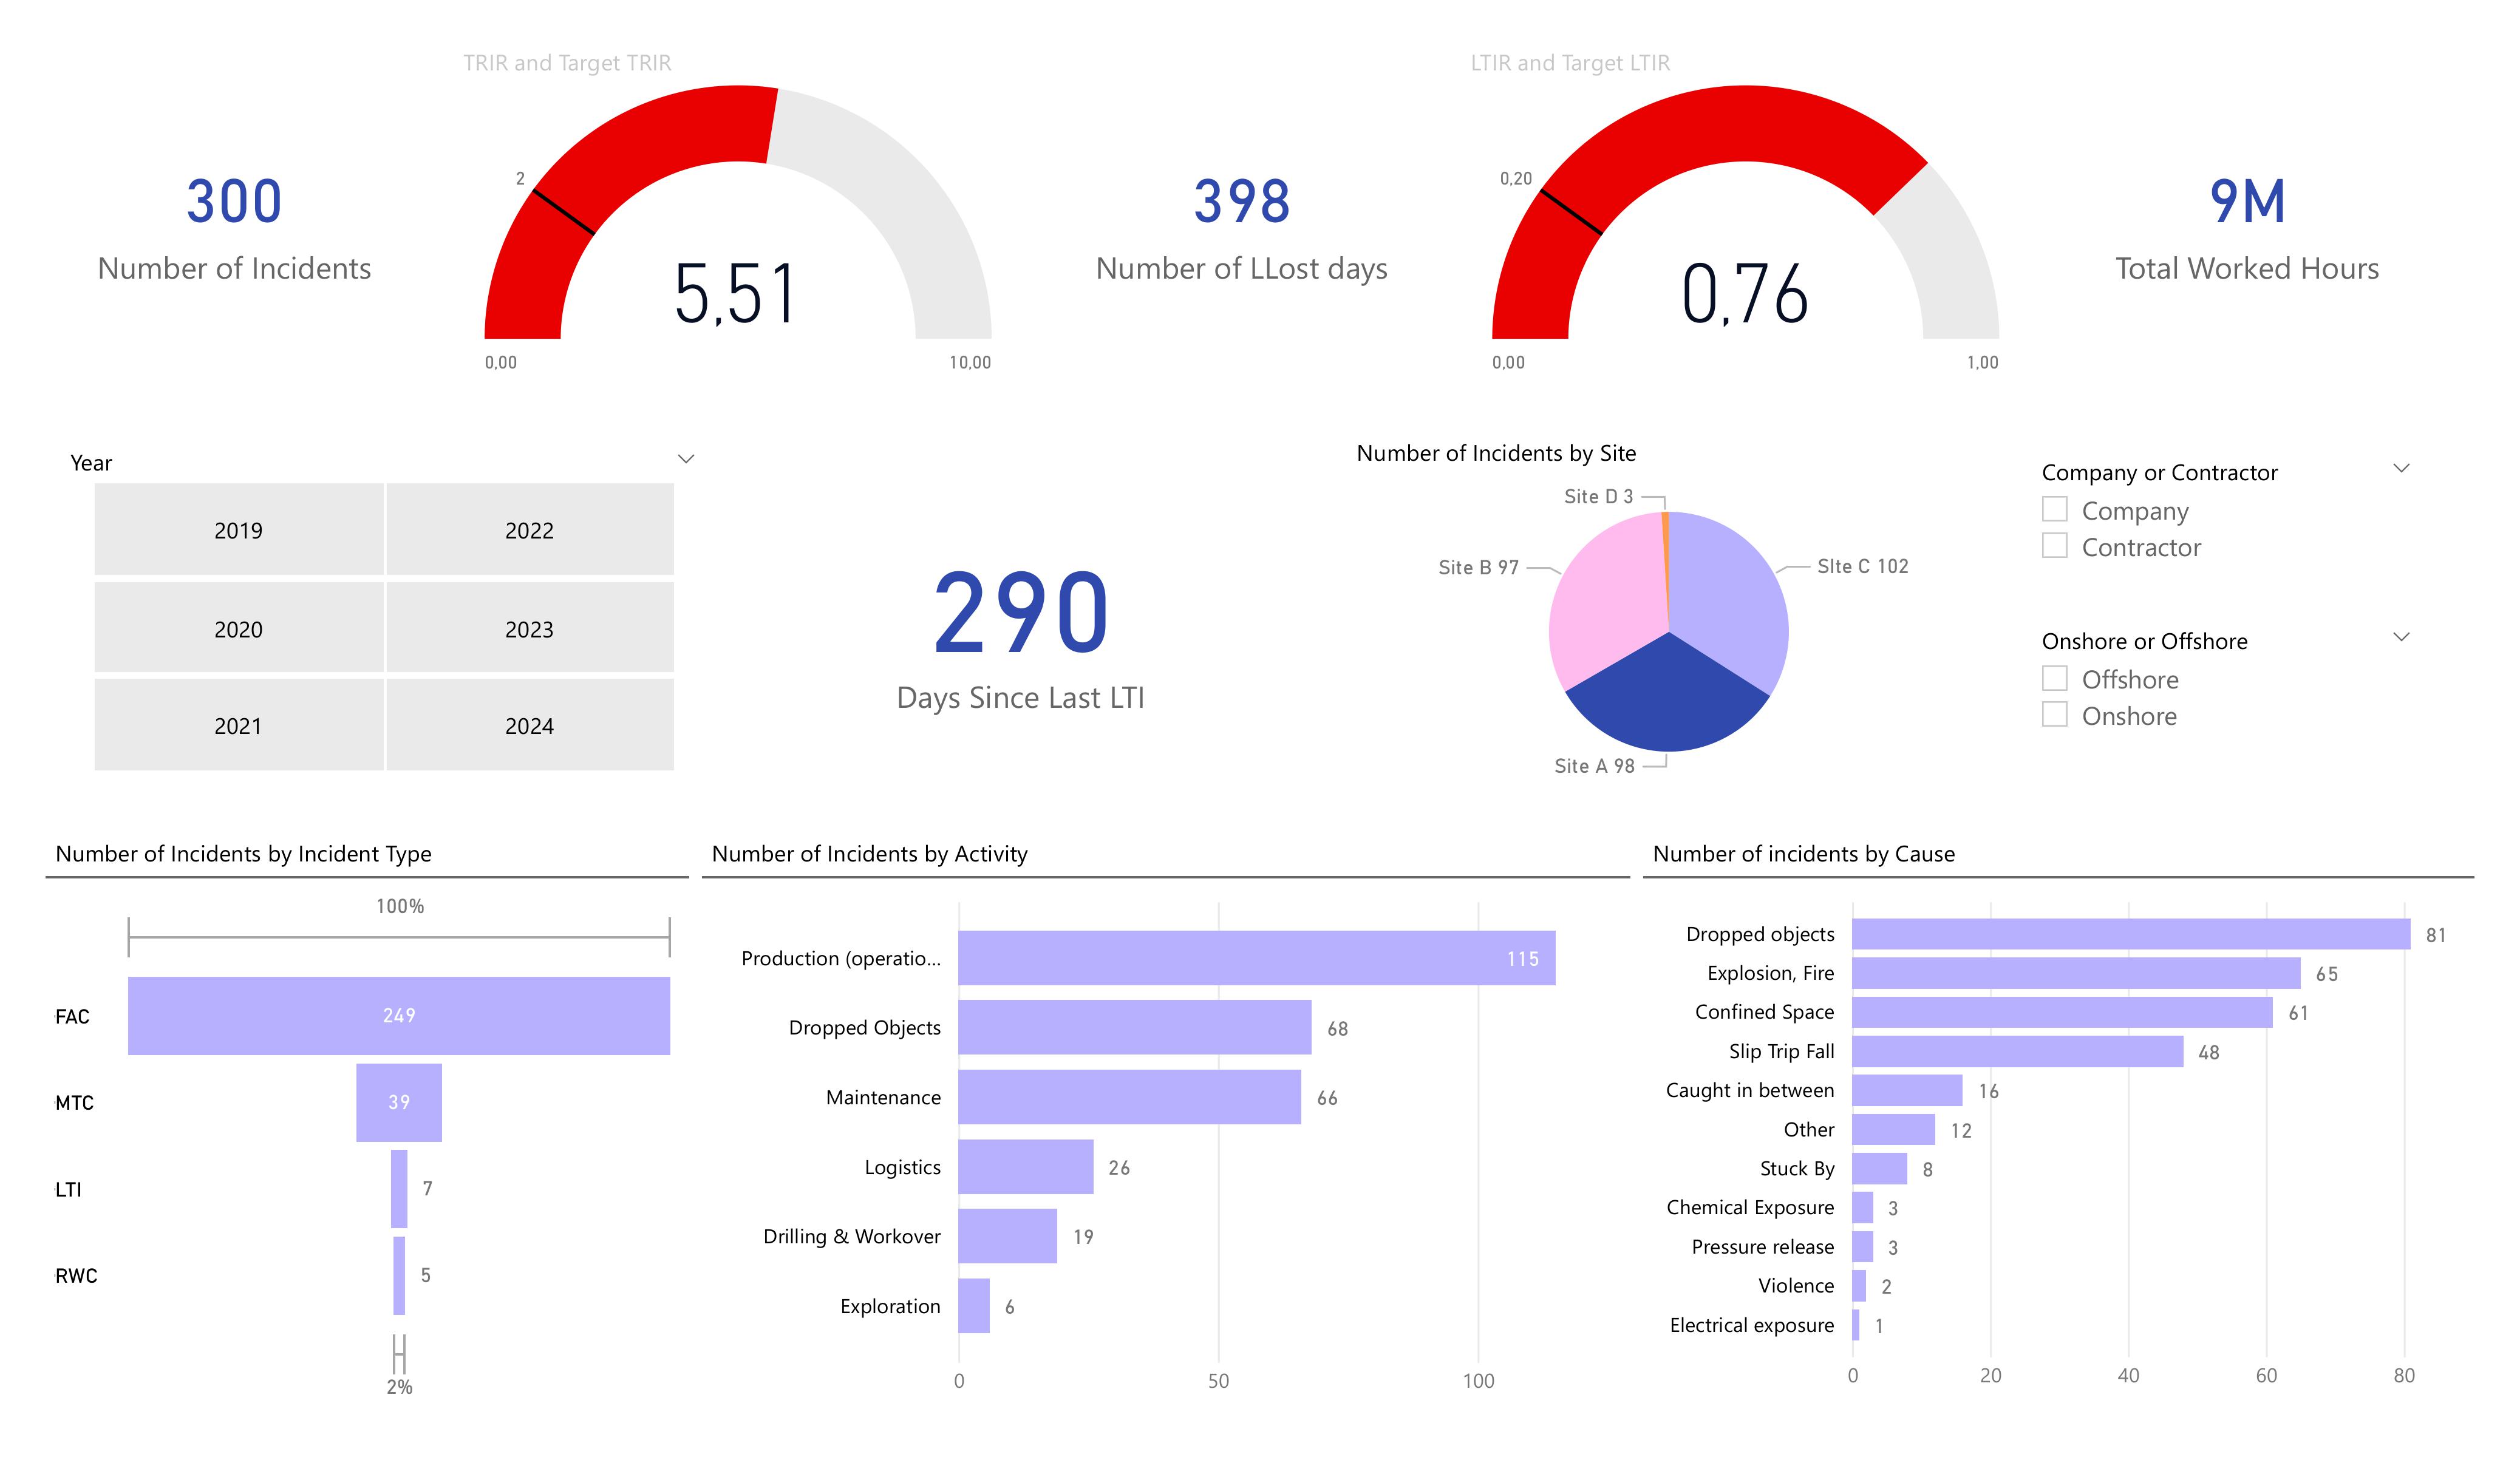 TRIR and Target TRIR
300
Number of Incidents
2
5,51
0,00
10,00
398
Number of LLost days
LTIR and Target LTIR
0,20
0,76
0,00
1,00
9M
Total Worked Hours
Year
2019
2022
2020
2023
2021
2024
290
Days Since Last LTI
Number of Incidents by Site
Site D 3
Site B 97
SIte C 102
Site A 98
Company or Contractor
Company
Contractor
Onshore or Offshore
Offshore
Onshore
Number of Incidents by Incident Type
100%
FAC
249
MTC
39
LTI
7
RWC
5
2%
Number of Incidents by Activity
Production (operatio...
115
Dropped Objects
68
Maintenance
66
Logistics
26
Drilling & Workover
19
Exploration
6
0
50
100
Number of incidents by Cause
Dropped objects
81
Explosion, Fire
65
Confined Space
61
Slip Trip Fall
48
Caught in between
16
Other
12
Stuck By
8
Chemical Exposure
3
Pressure release
3
Violence
2
Electrical exposure
1
0
20
40
60
80